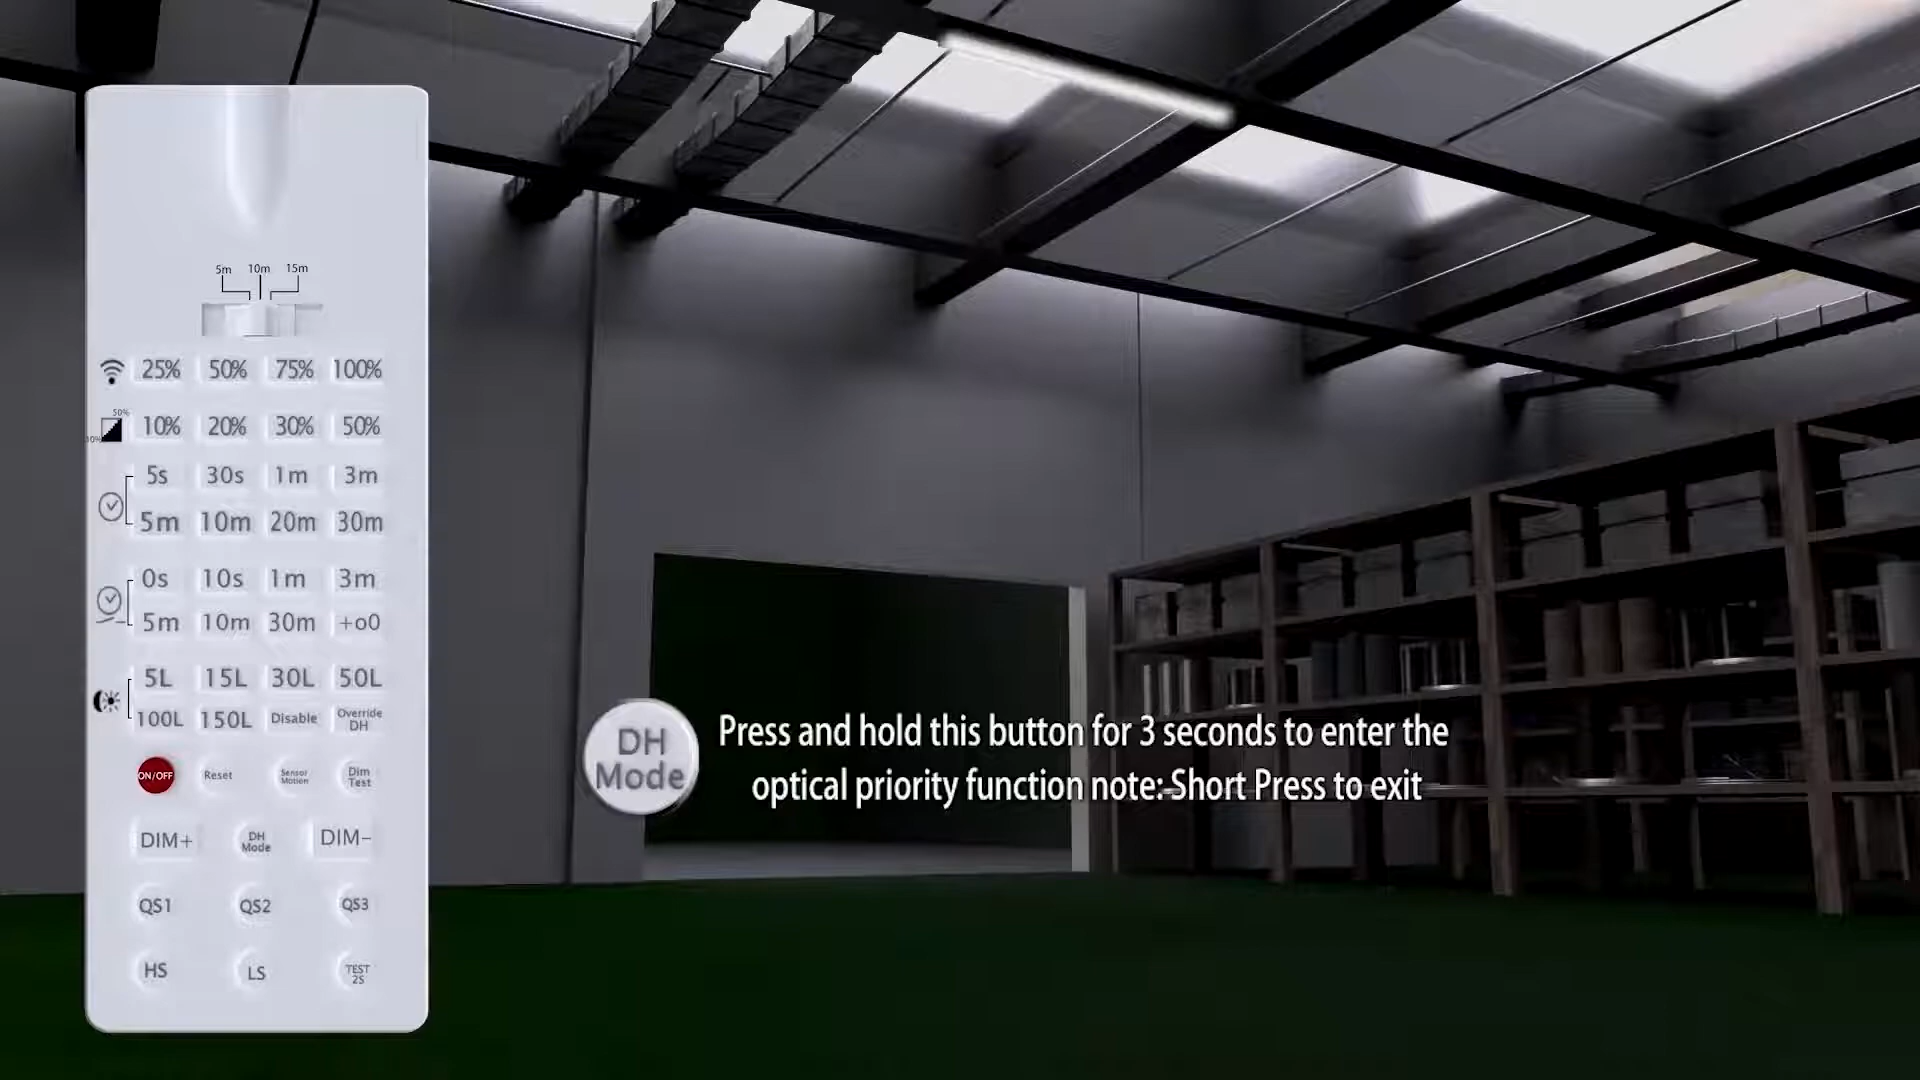 5m 10m 15m
25% 50% 75% 100%
50%
10%
10% 20% 30% 50%
5s 30s 1m 3m
5m 10m 20m 30m
0s 10s 1m 3m
5m 10m 30m +o0
5L 15L 30L 50L
100L 150L Disable Override DH
ON/OFF Reset Sensor Motion Dim Test
DIM+ DH Mode DIM-
QS1 QS2 QS3
HS LS TEST 2S
DH
Mode
Press and hold this button for 3 seconds to enter the
optical priority function note: Short Press to exit